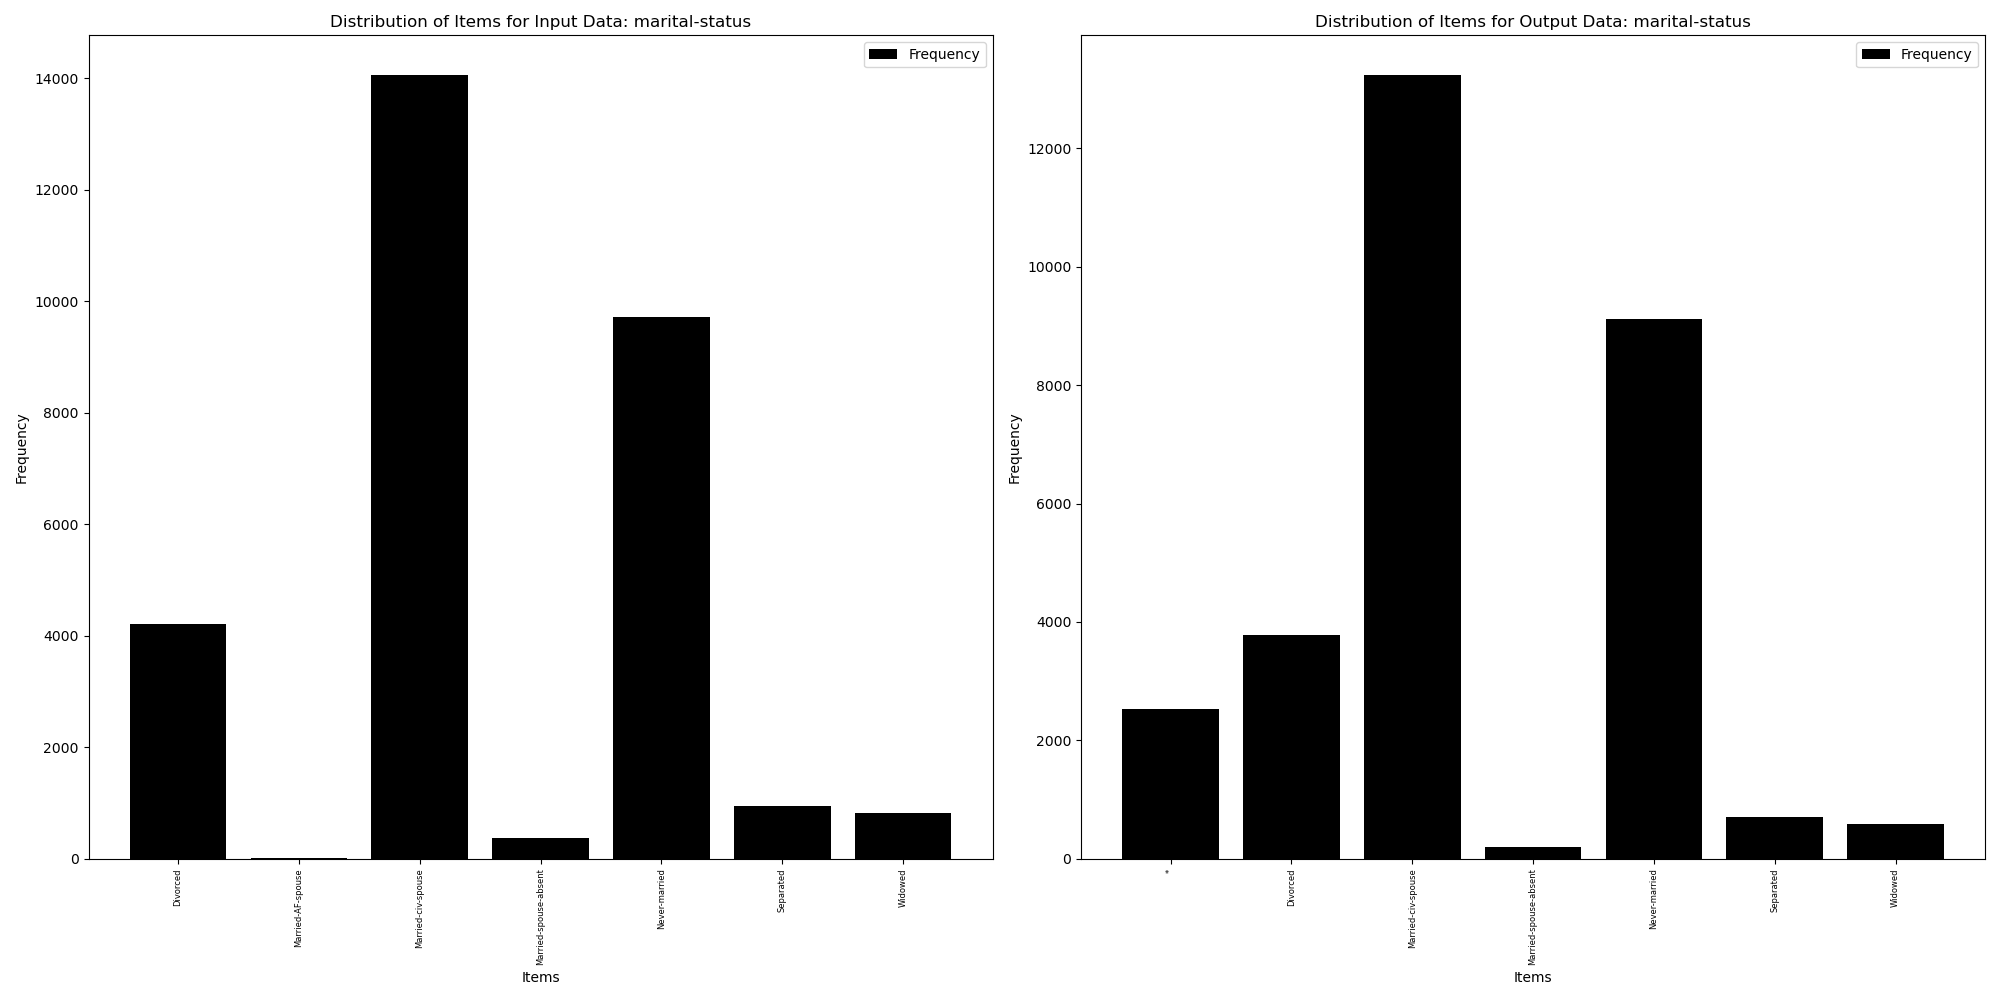 Distribution of Items for Input Data: marital-status
Frequency
14000
12000
10000
8000
6000
4000
2000
0
Frequency
Divorced
Married-AF-spouse
Married-civ-spouse
Married-spouse-absent
Never-married
Separated
Widowed
Items
Distribution of Items for Output Data: marital-status
Frequency
12000
10000
8000
6000
4000
2000
0
Frequency
*
Divorced
Married-civ-spouse
Married-spouse-absent
Never-married
Separated
Widowed
Items